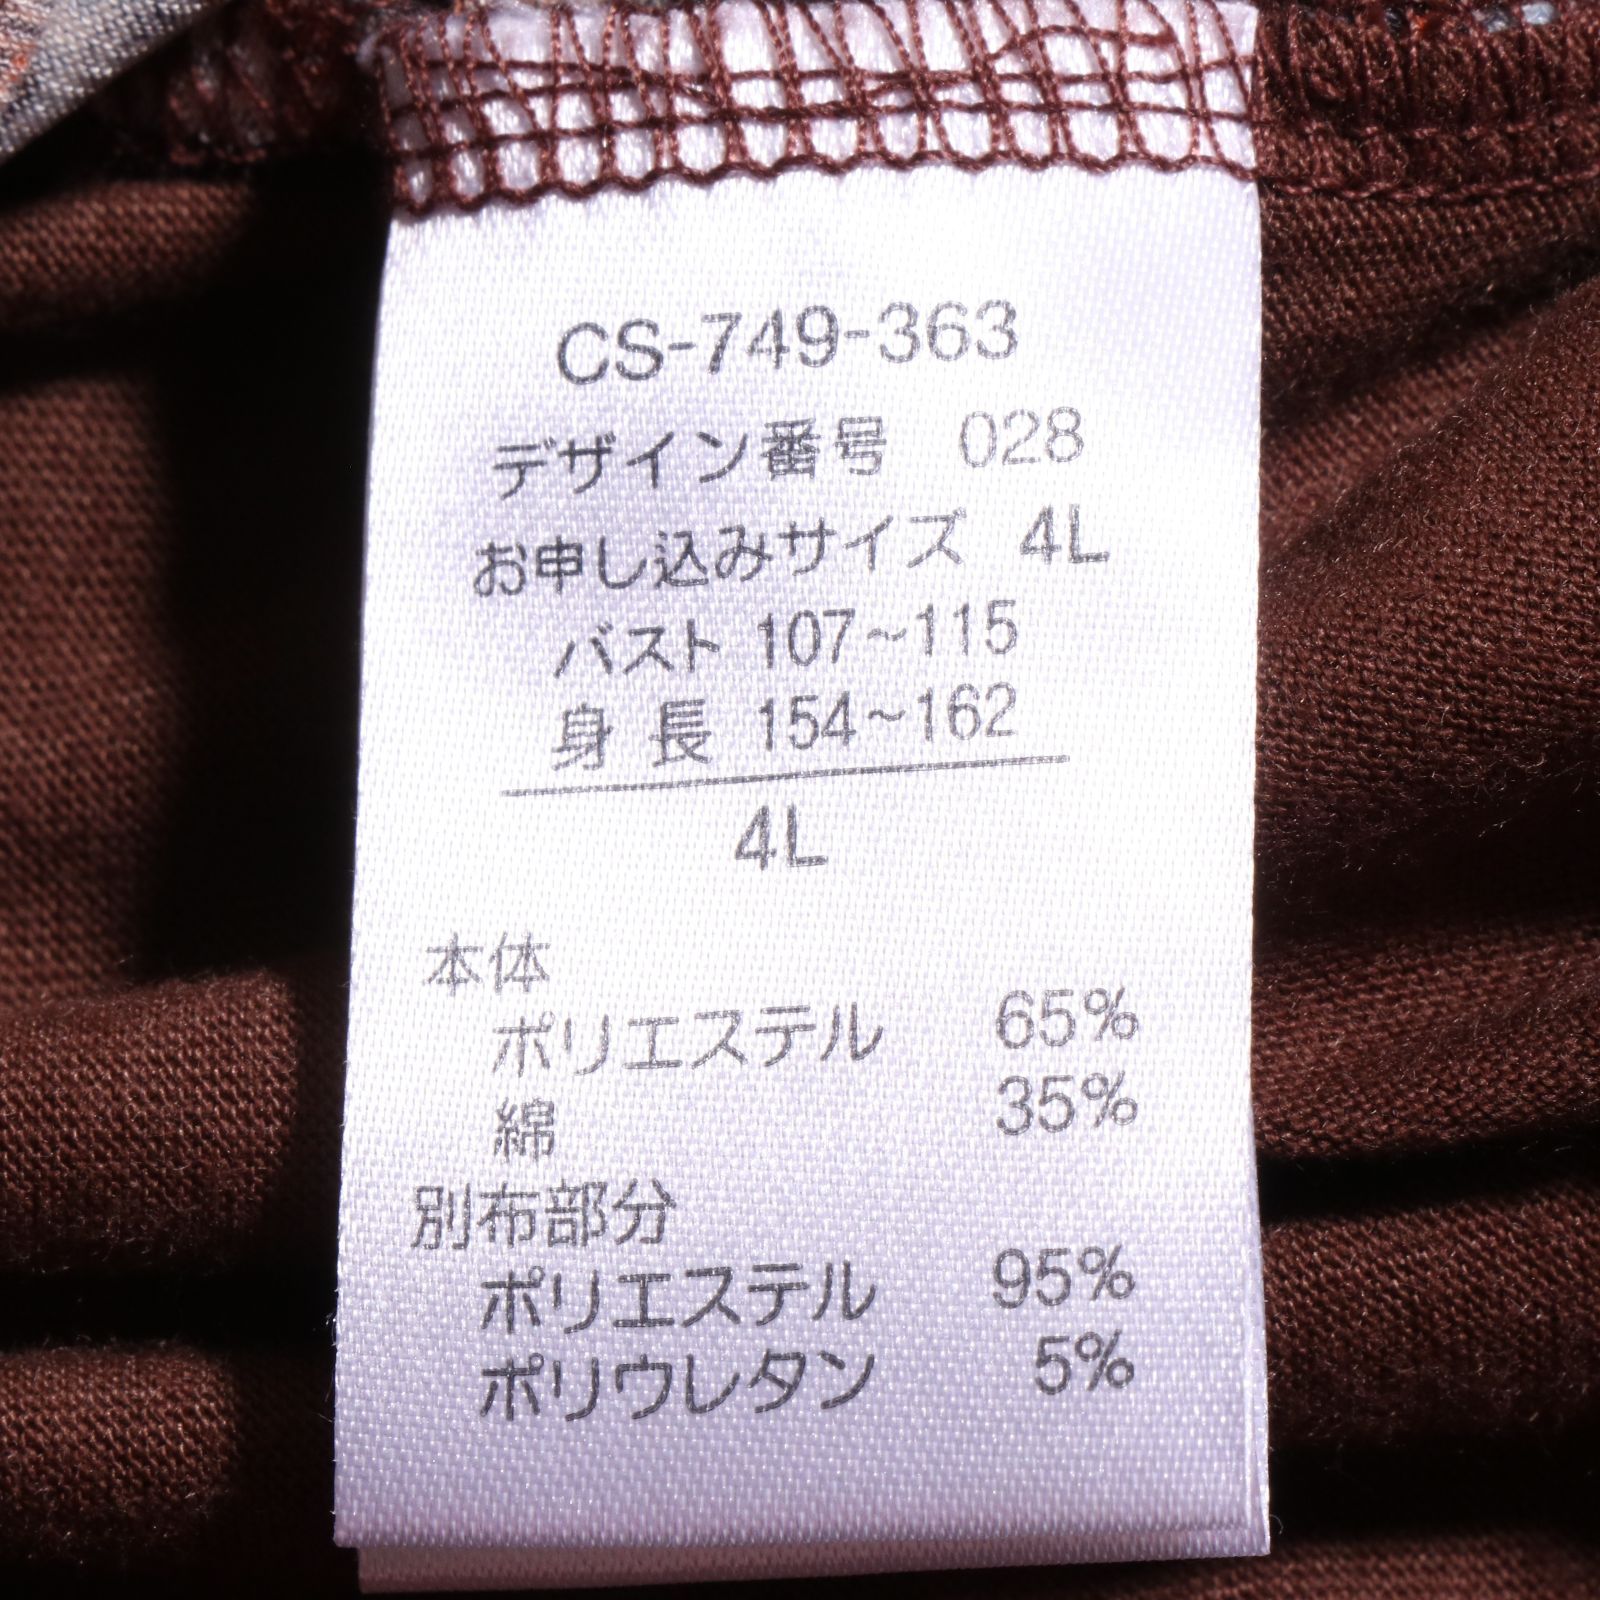 CS-749-363
デザイン番号 028
お申し込みサイズ 4L
バスト 107~115
身長 154~162
4L
本体
ポリエステル 65%
綿 35%
別布部分
ポリエステル 95%
ポリウレタン 5%